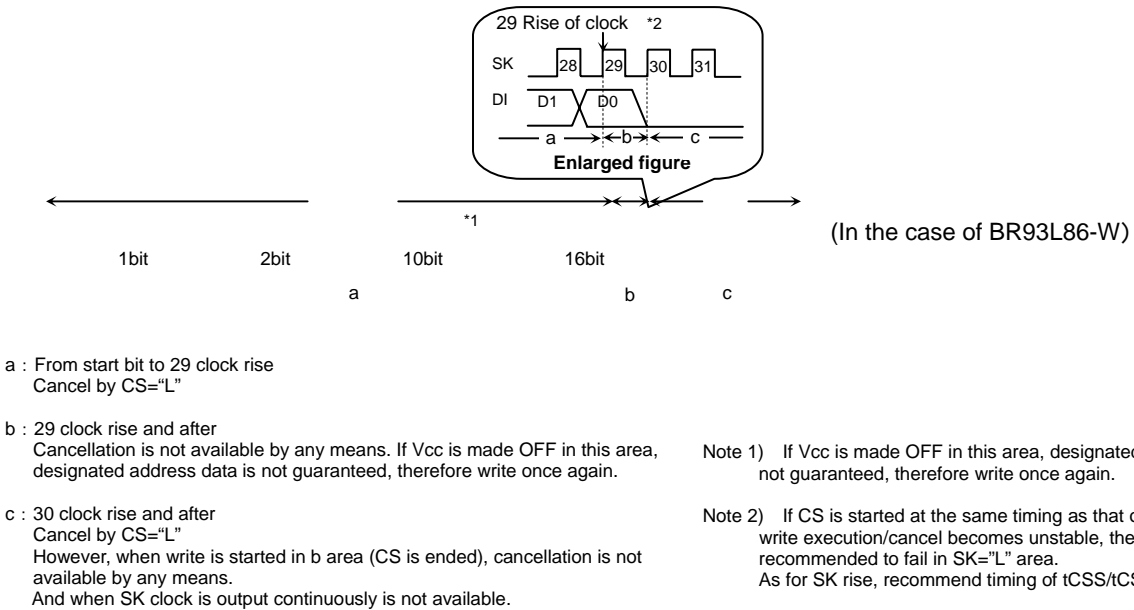 29 Rise of clock *2
SK 28 29 30 31
DI D1 D0
a b c
Enlarged figure
*1
(In the case of BR93L86-W)
1bit 2bit 10bit 16bit
a b c
a : From start bit to 29 clock rise
Cancel by CS=“L”
b : 29 clock rise and after
Cancellation is not available by any means. If Vcc is made OFF in this area,
designated address data is not guaranteed, therefore write once again.
c : 30 clock rise and after
Cancel by CS=“L”
However, when write is started in b area (CS is ended), cancellation is not
available by any means.
And when SK clock is output continuously is not available.
Note 1) If Vcc is made OFF in this area, designated
not guaranteed, therefore write once again.
Note 2) If CS is started at the same timing as that
write execution/cancel becomes unstable, the
recommended to fail in SK=”L” area.
As for SK rise, recommend timing of tCSS/tCS